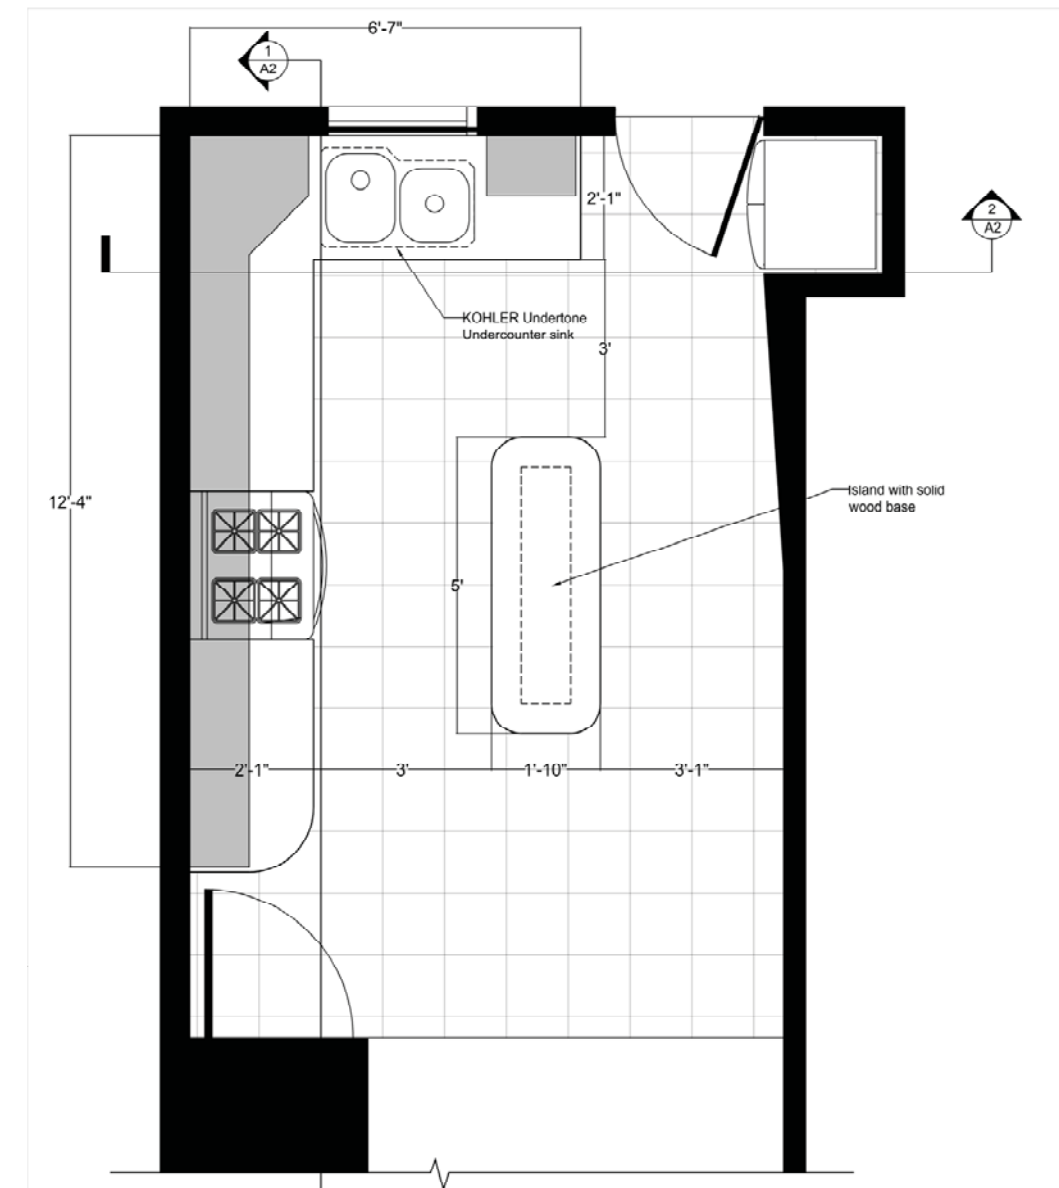 6'-7"
1
A2
2'-1"
2
A2
KOHLER Undertone
Undercounter sink
3'
12'-4"
Island with solid
wood base
5'
2'-1"
3'
1'-10"
3'-1"